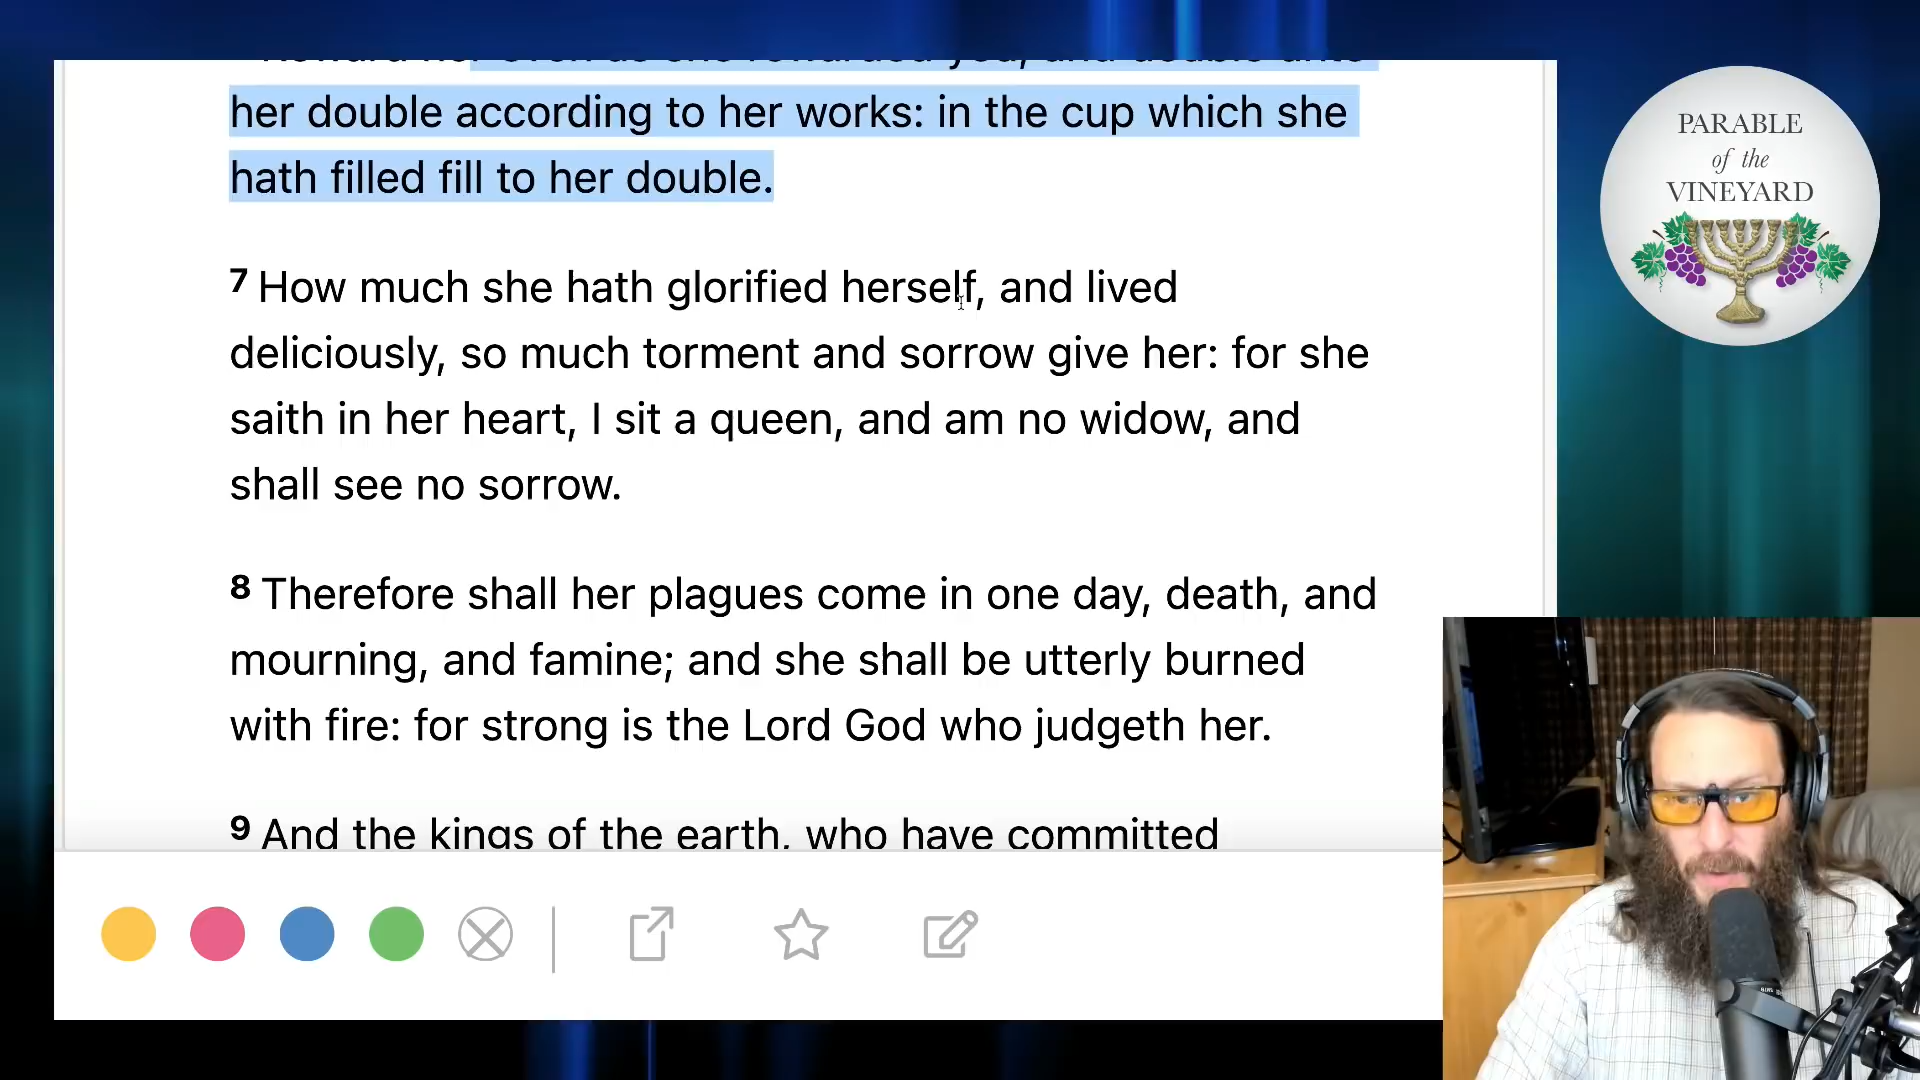 her double according to her works: in the cup which she
hath filled fill to her double.
7 How much she hath glorified herself, and lived
deliciously, so much torment and sorrow give her: for she
saith in her heart, I sit a queen, and am no widow, and
shall see no sorrow.
8 Therefore shall her plagues come in one day, death, and
mourning, and famine; and she shall be utterly burned
with fire: for strong is the Lord God who judgeth her.
9 And the kings of the earth, who have committed
PARABLE
of the
VINEYARD